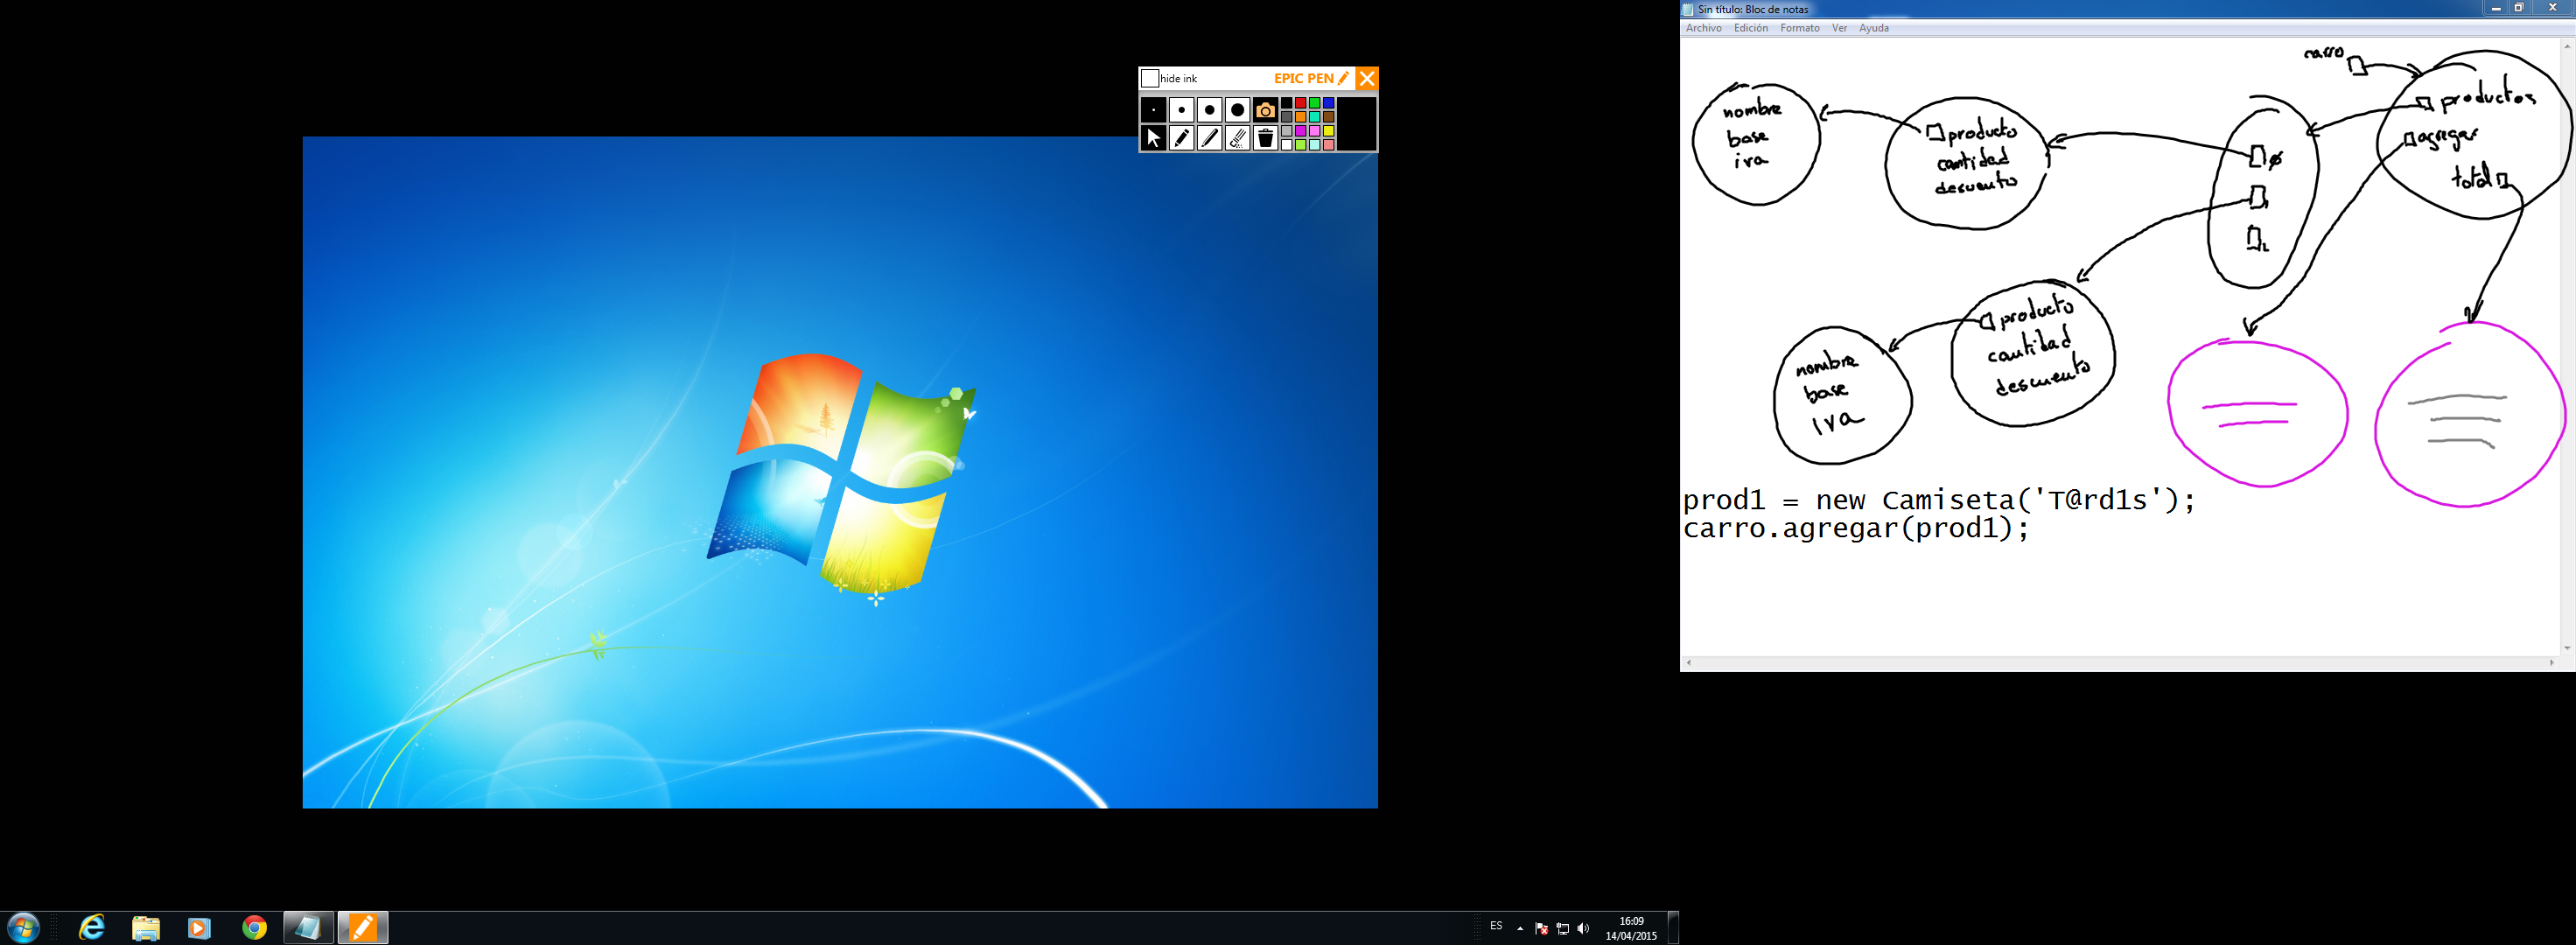 Sin título: Bloc de notas
Archivo Edición Formato Ver Ayuda
hide ink
EPIC PEN
carro
productos
agregar
total
0
1
2
producto
cantidad
descuento
nombre
base
iva
producto
cantidad
descuento
nombre
base
iva
prod1 = new Camiseta('T@rd1s');
carro.agregar(prod1);
ES
16:09
14/04/2015